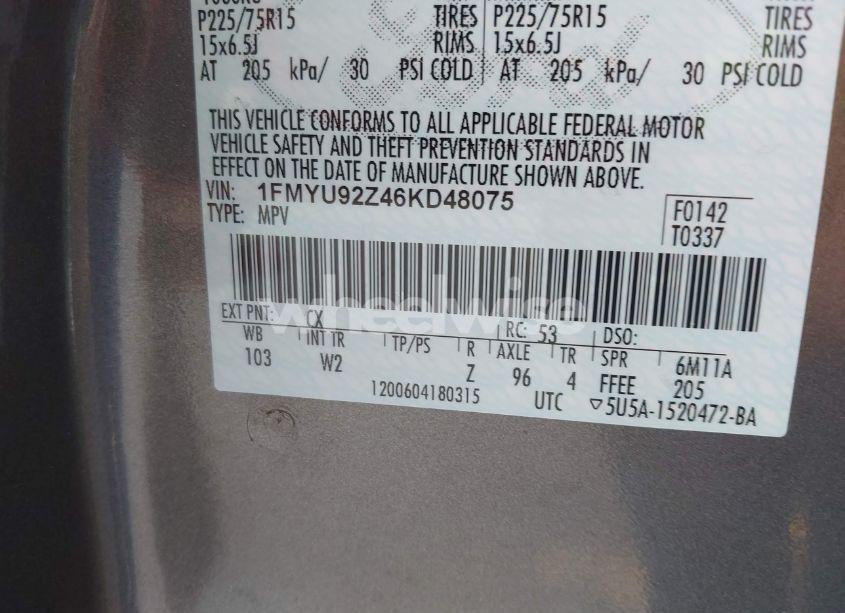 P225/75R15 TIRES P225/75R15 TIRES
15x6.5J RIMS 15x6.5J RIMS
AT 205 kPa/ 30 PSI COLD AT 205 kPa/ 30 PSI COLD
THIS VEHICLE CONFORMS TO ALL APPLICABLE FEDERAL MOTOR
VEHICLE SAFETY AND THEFT PREVENTION STANDARDS IN
EFFECT ON THE DATE OF MANUFACTURE SHOWN ABOVE.
VIN: 1FMYU92Z46KD48075
TYPE: MPV
F0142
T0337
wheelwise
EXT PNT: CX RC: 53 DSO:
WB INT TR TP/PS R AXLE TR SPR 6M11A
103 W2 Z 96 4 FFEE 205
1200604180315 UTC ▽5U5A-1520472-BA